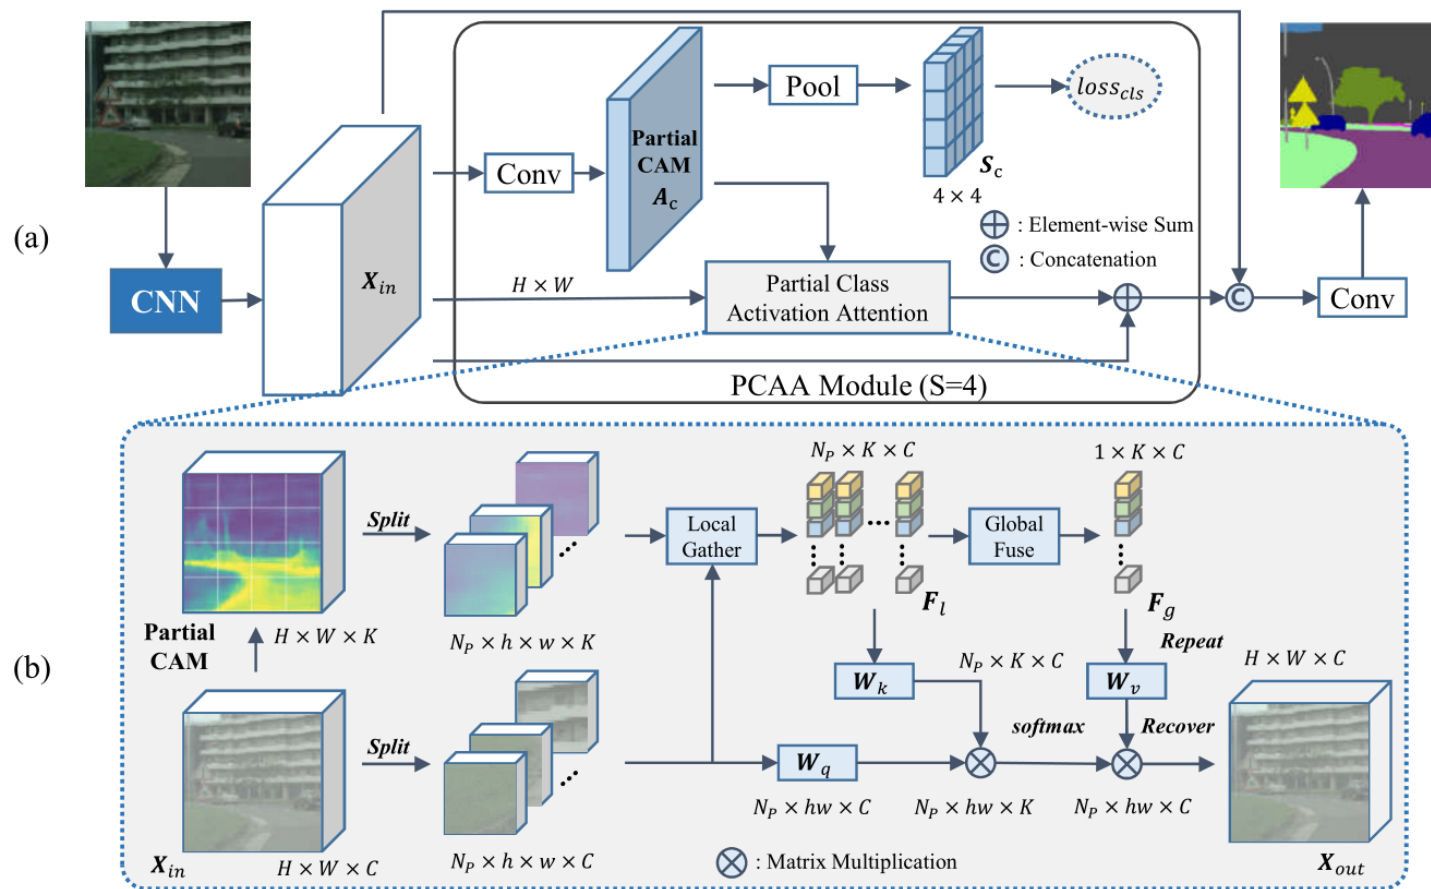 (a)
CNN
X_in
Conv
Partial
CAM
A_c
Pool
S_c
4 × 4
loss_cls
⊕ : Element-wise Sum
Ⓒ : Concatenation
H × W
Partial Class
Activation Attention
C
Conv
PCAA Module (S=4)
(b)
Partial
CAM
H × W × K
Split
N_P × h × w × K
Local
Gather
N_P × K × C
F_l
Global
Fuse
1 × K × C
F_g
Repeat
W_k
N_P × K × C
W_v
H × W × C
softmax
Recover
X_in
H × W × C
Split
N_P × h × w × C
W_q
N_P × hw × C
N_P × hw × K
N_P × hw × C
⊗ : Matrix Multiplication
X_out